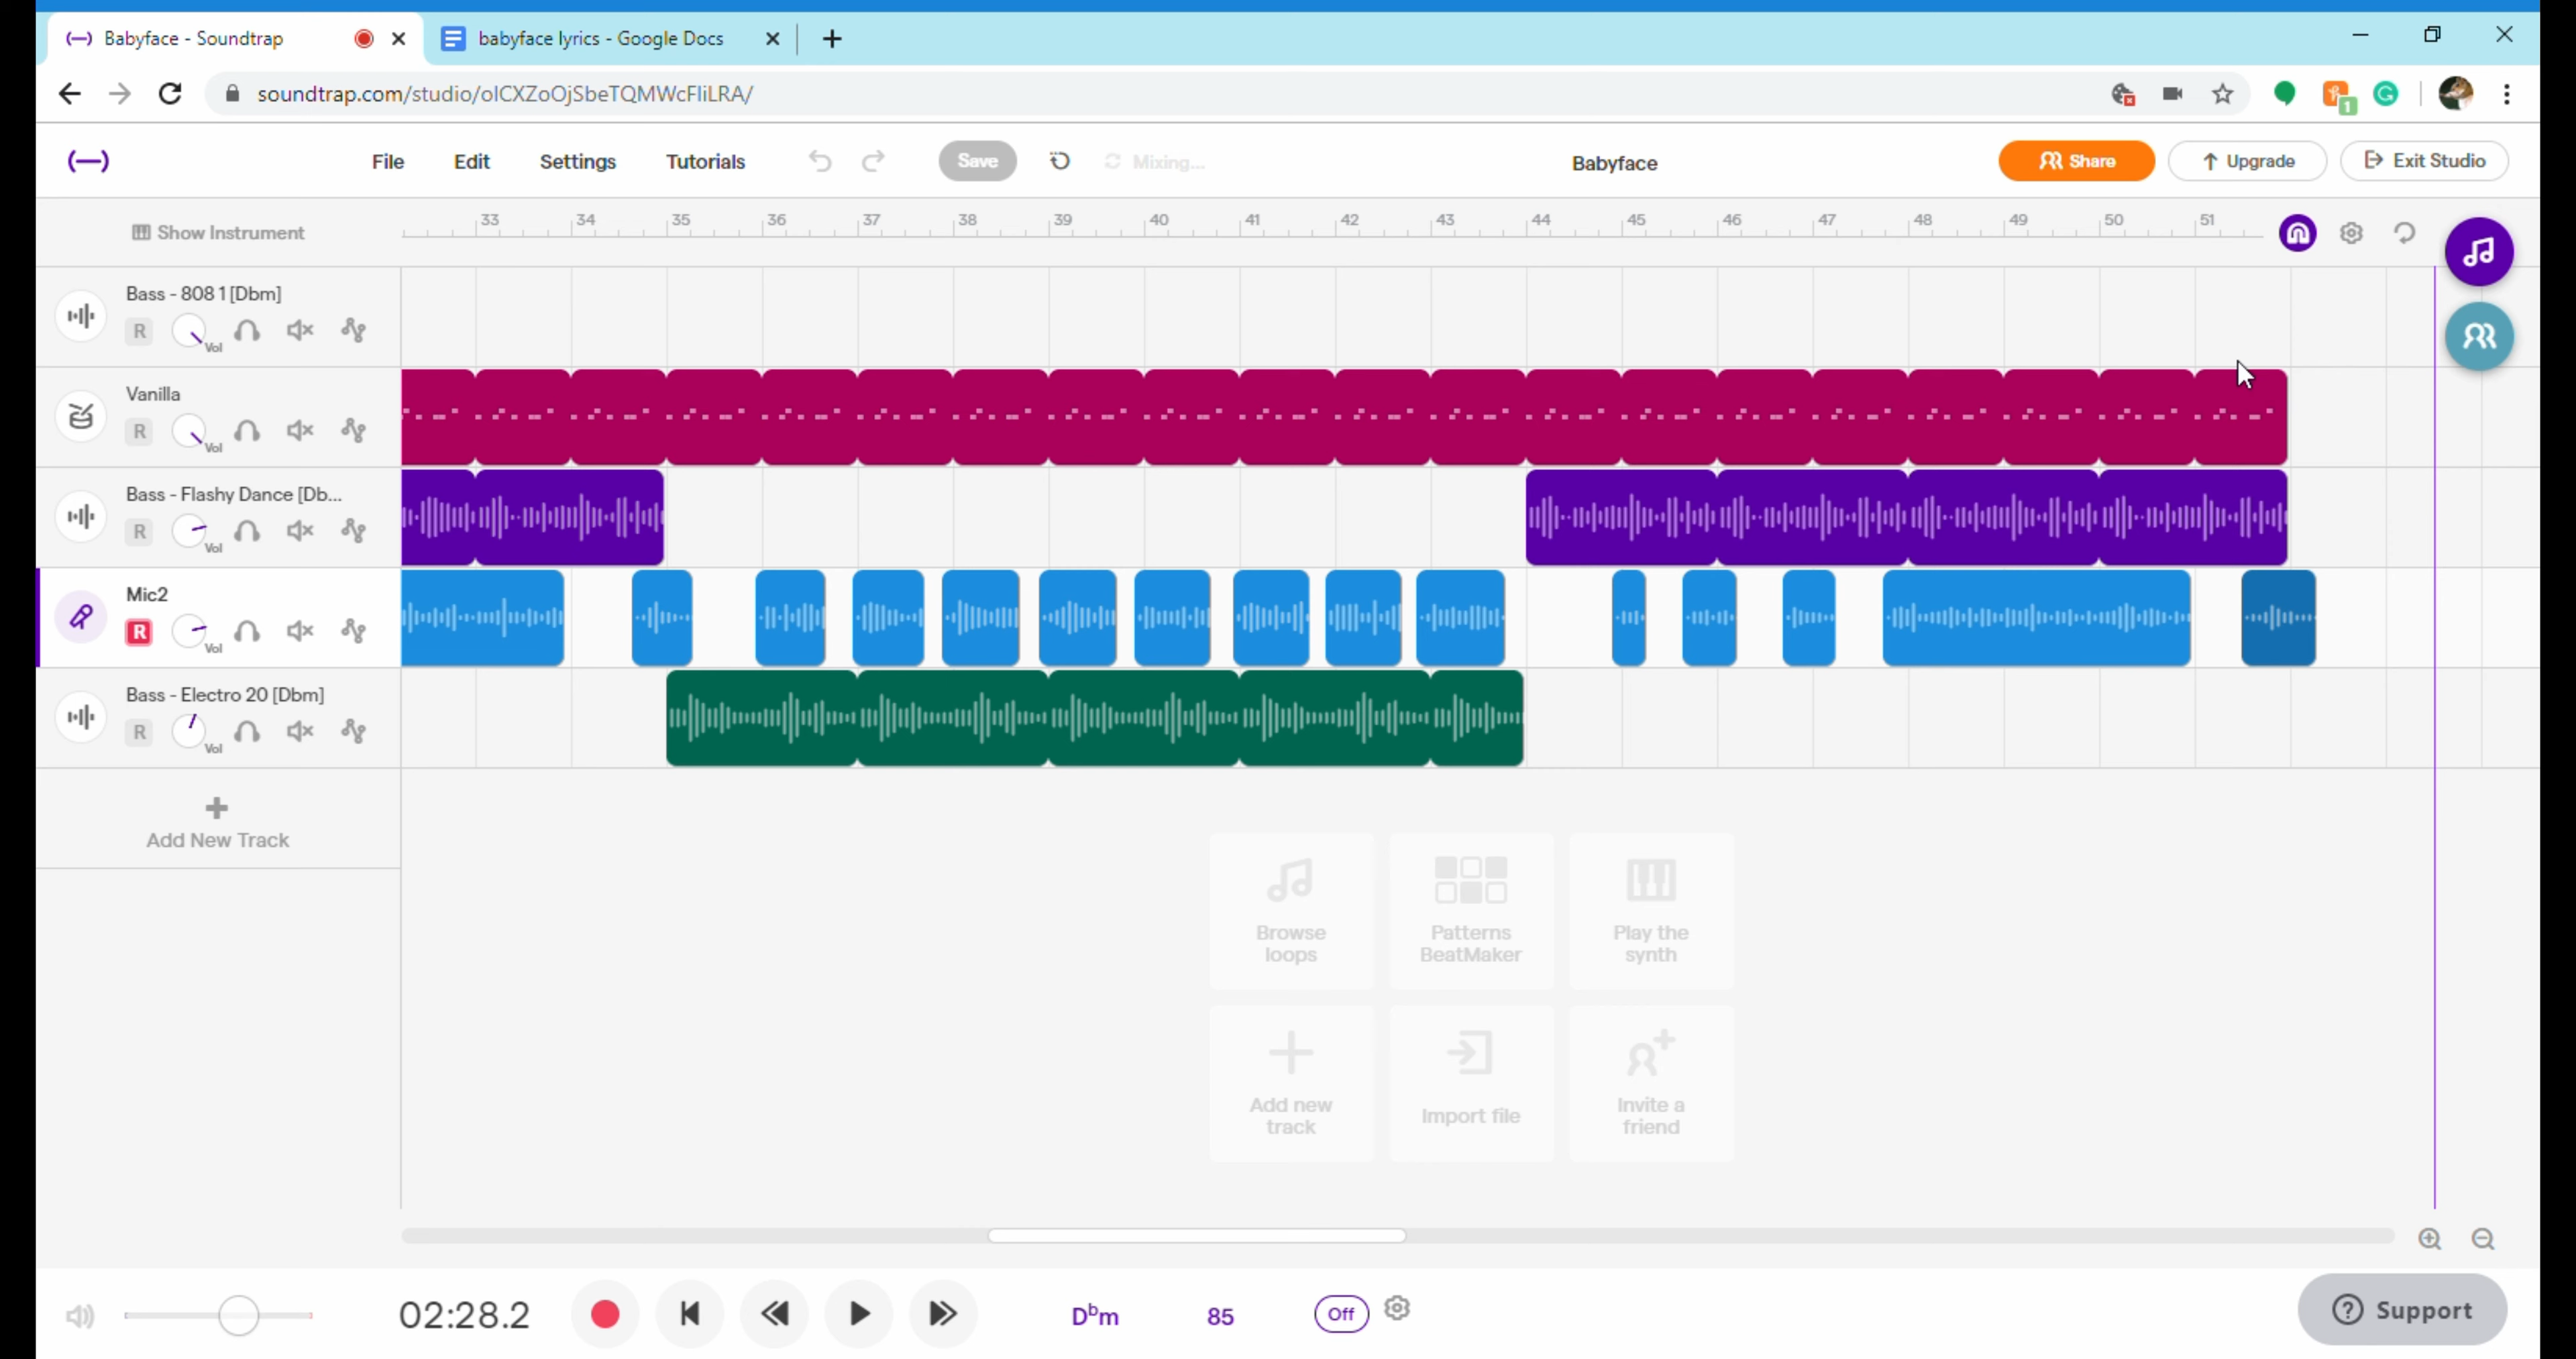 Babyface - Soundtrap
babyface lyrics - Google Docs
soundtrap.com/studio/olCXZoOjSbeTQMWcFliLRA/
1
File Edit Settings Tutorials Save Mixing... Babyface Share Upgrade Exit Studio
Show Instrument
33 34 35 36 37 38 39 40 41 42 43 44 45 46 47 48 49 50 51
Bass - 808 1 [Dbm]
R Vol
Vanilla
R Vol
Bass - Flashy Dance [Db...
R Vol
Mic2
R Vol
Bass - Electro 20 [Dbm]
R Vol
Add New Track
Browse
loops
Patterns
BeatMaker
Play the
synth
Add new
track
Import file
Invite a
friend
02:28.2 Dbm 85 Off Support